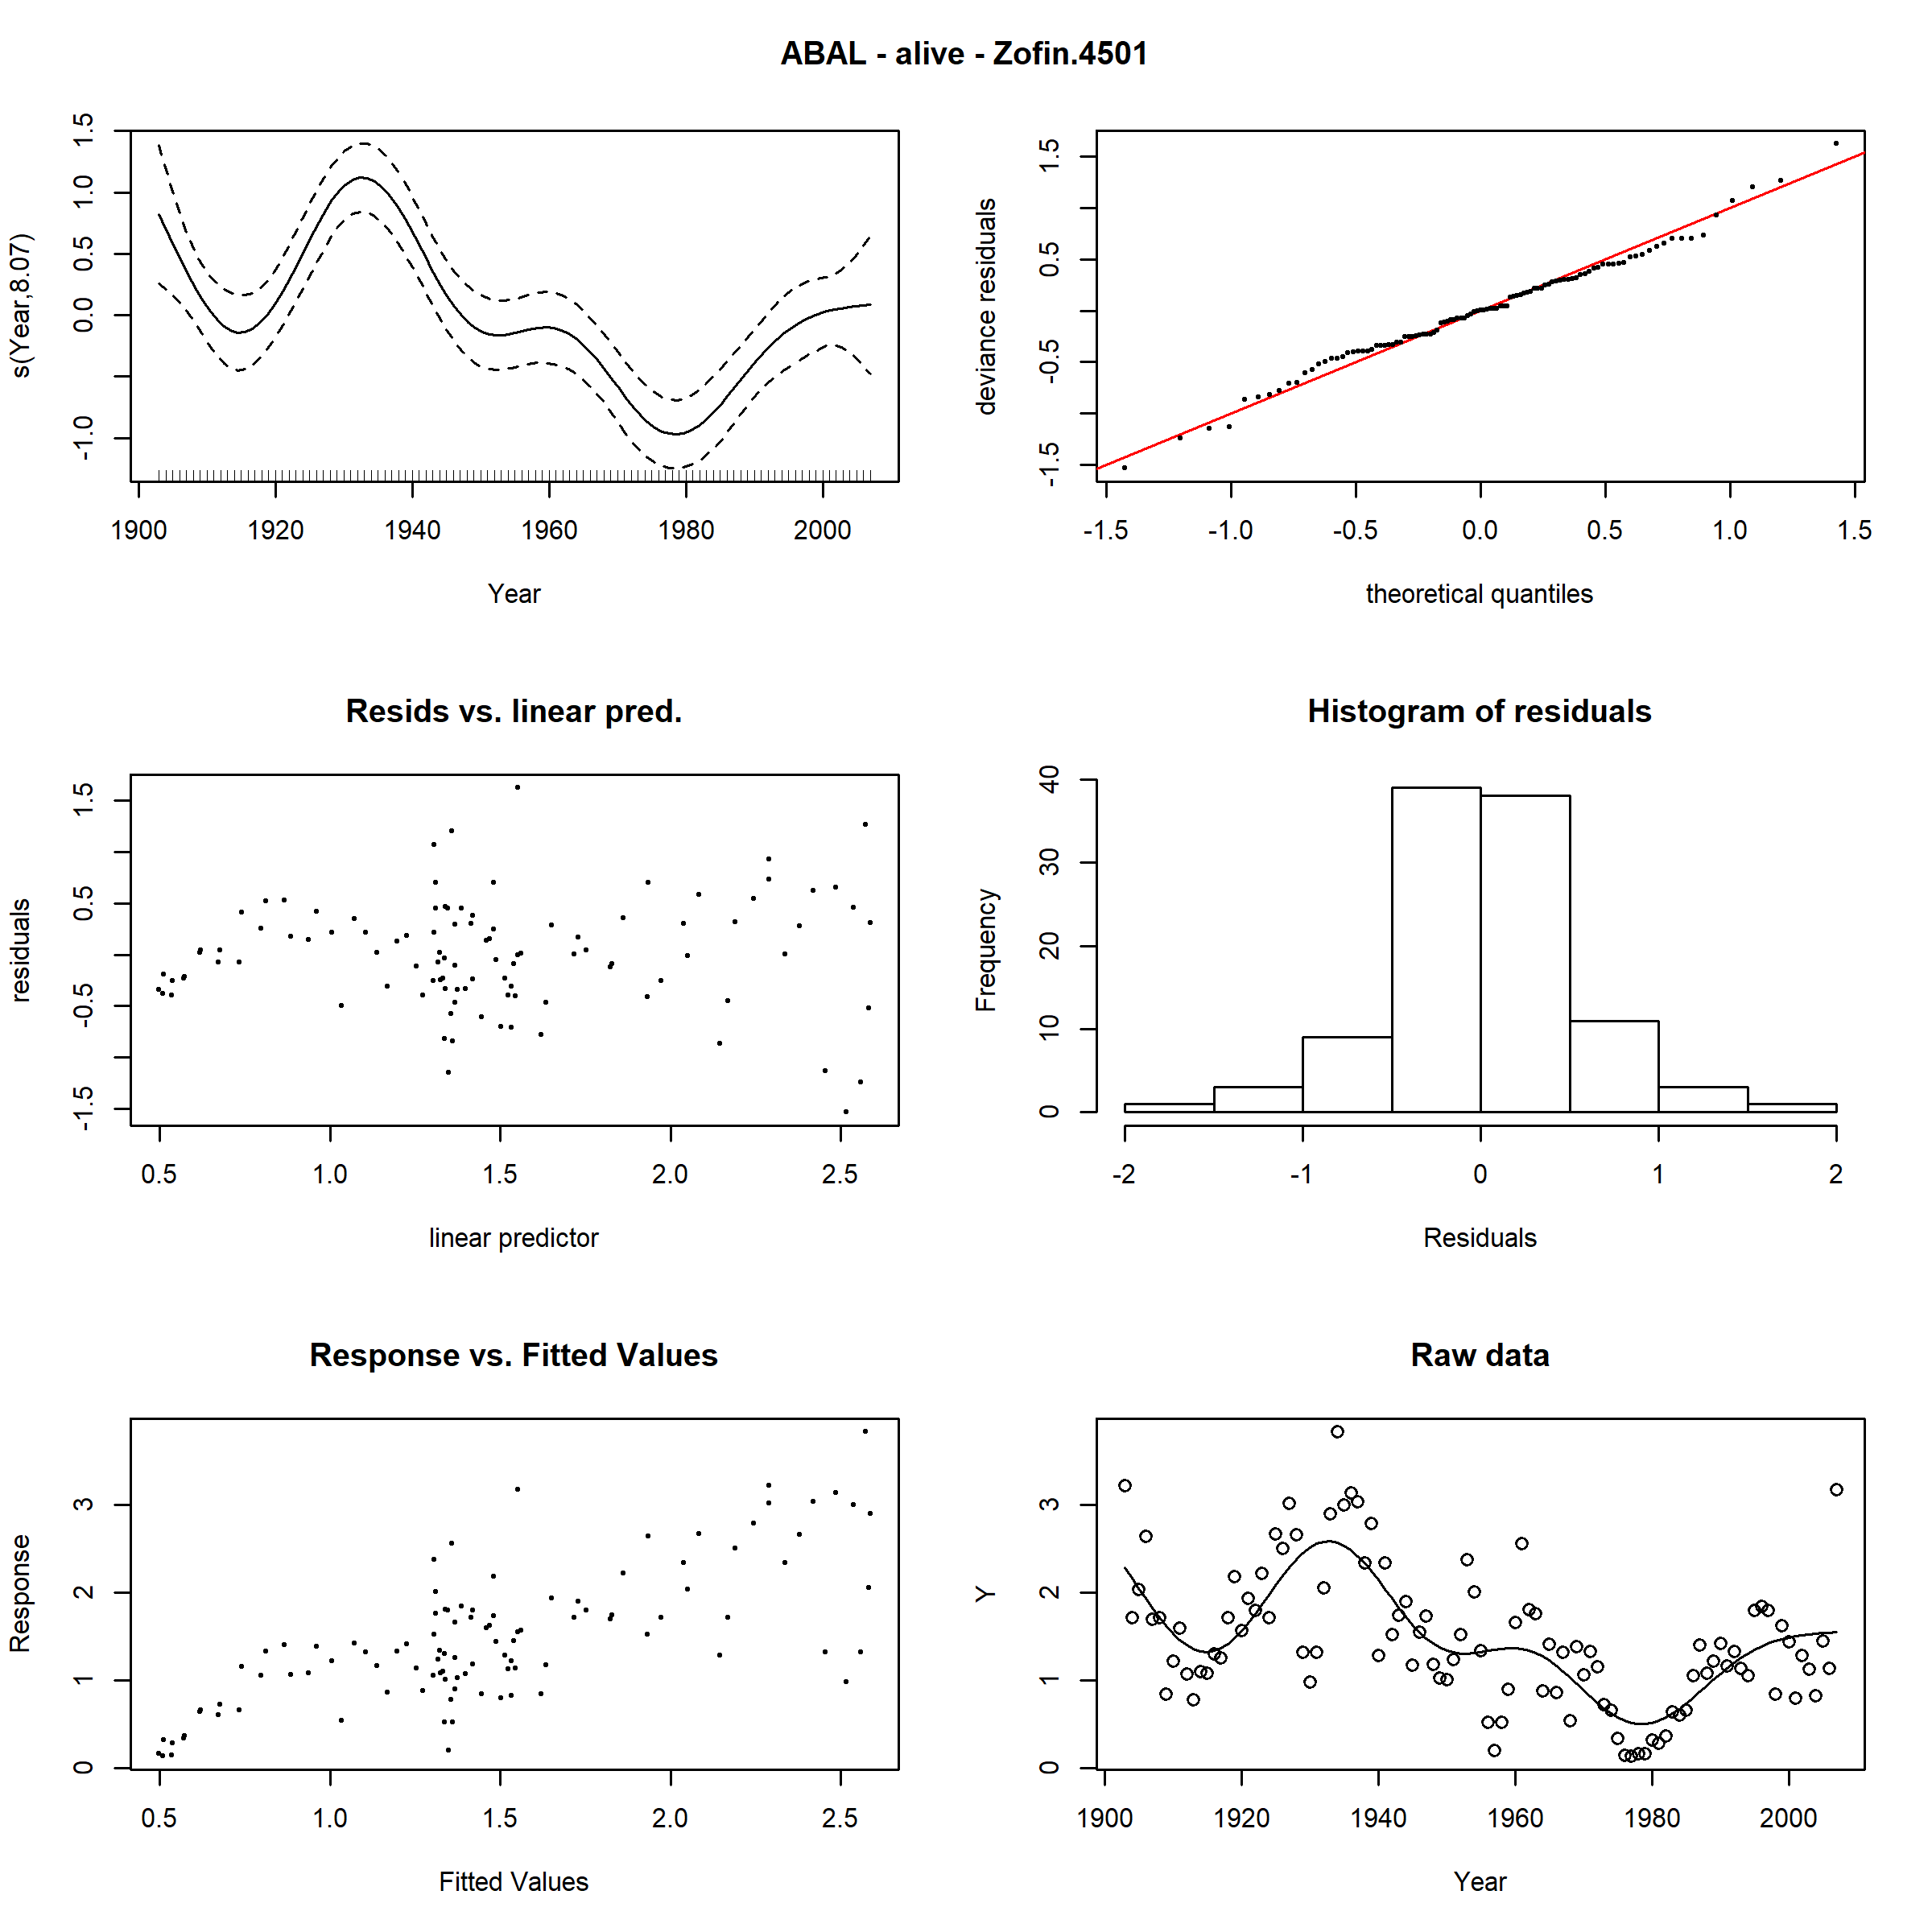 ABAL - alive - Zofin.4501
s(Year,8.07)
-1.0 0.0 0.5 1.0 1.5
1900 1920 1940 1960 1980 2000
Year
deviance residuals
-1.5 -0.5 0.5 1.5
-1.5 -1.0 -0.5 0.0 0.5 1.0 1.5
theoretical quantiles
Resids vs. linear pred.
residuals
-1.5 -0.5 0.5 1.5
0.5 1.0 1.5 2.0 2.5
linear predictor
Histogram of residuals
Frequency
0 10 20 30 40
-2 -1 0 1 2
Residuals
Response vs. Fitted Values
Response
0 1 2 3
0.5 1.0 1.5 2.0 2.5
Fitted Values
Raw data
Y
0 1 2 3
1900 1920 1940 1960 1980 2000
Year